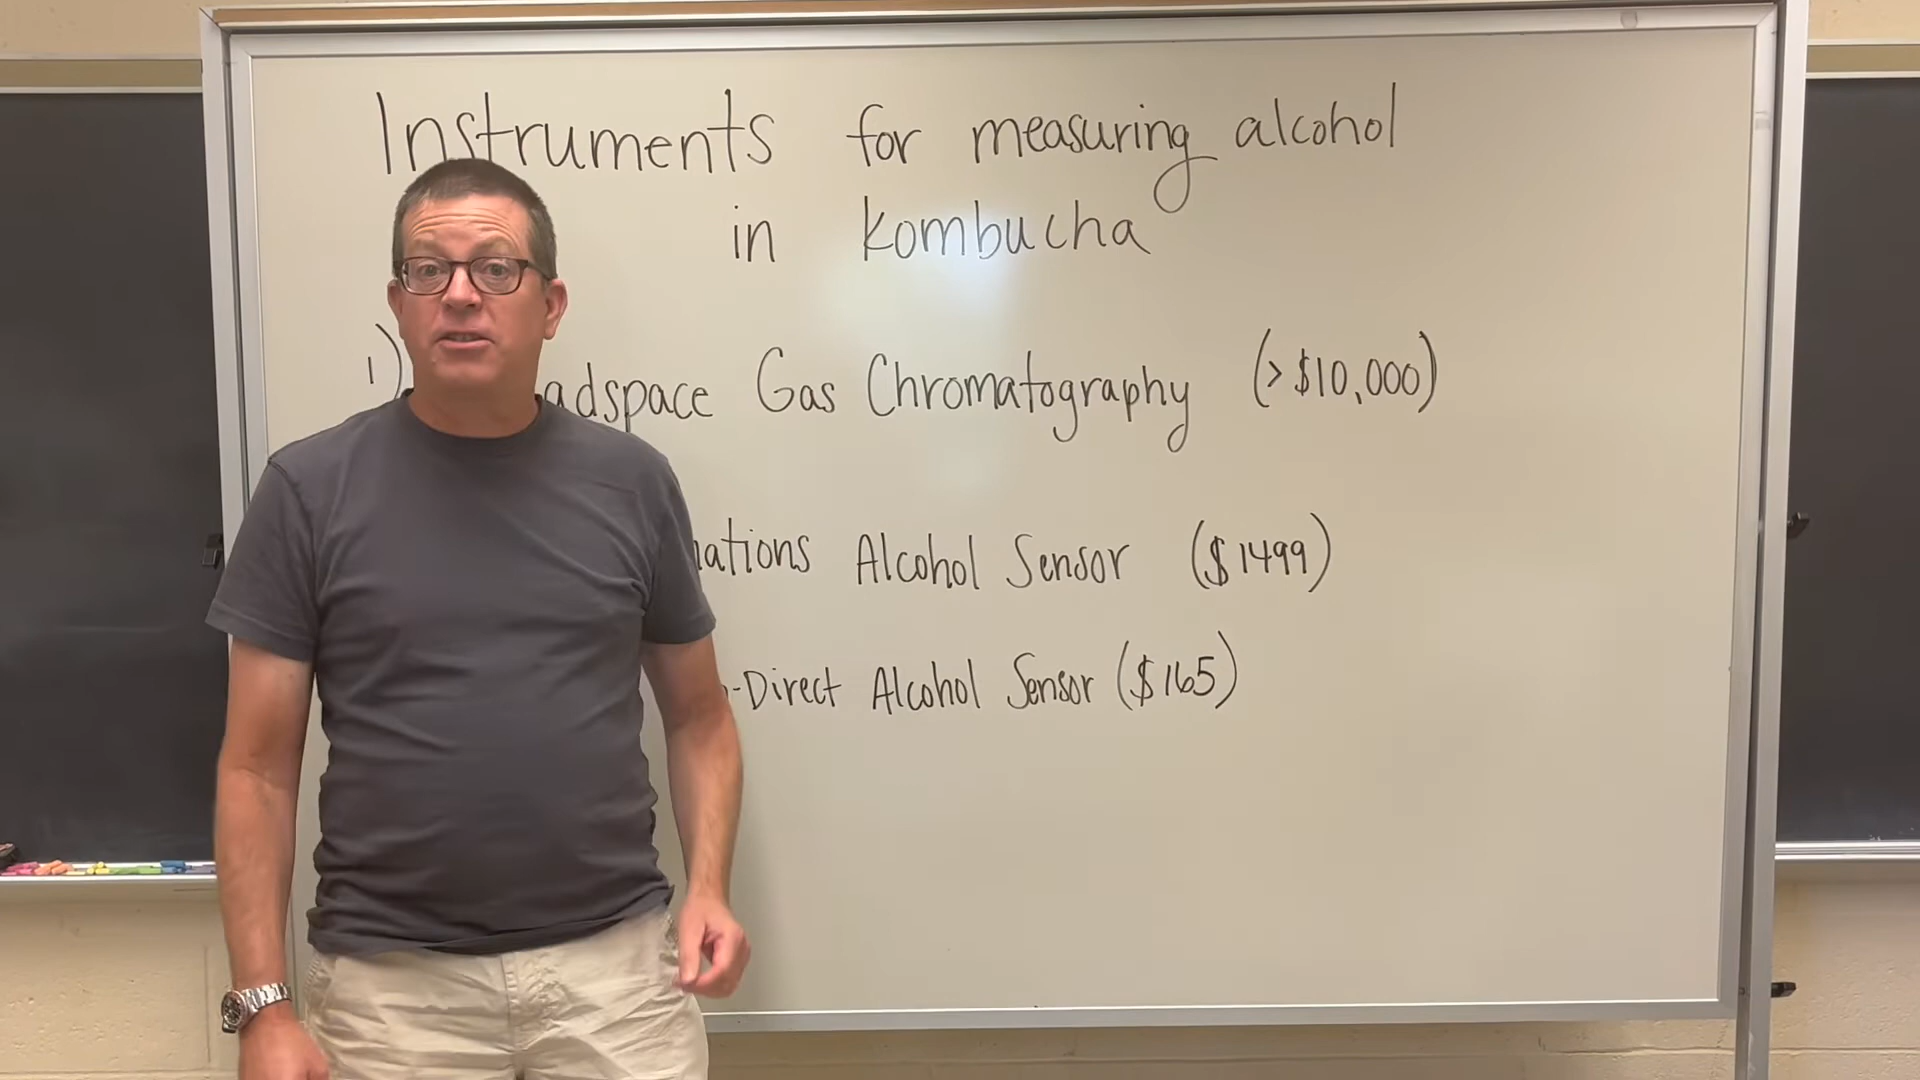 Instruments for measuring alcohol
in kombucha
1) adspace Gas Chromatography (> $10,000)
nations Alcohol Sensor ($1499)
-Direct Alcohol Sensor ($165)